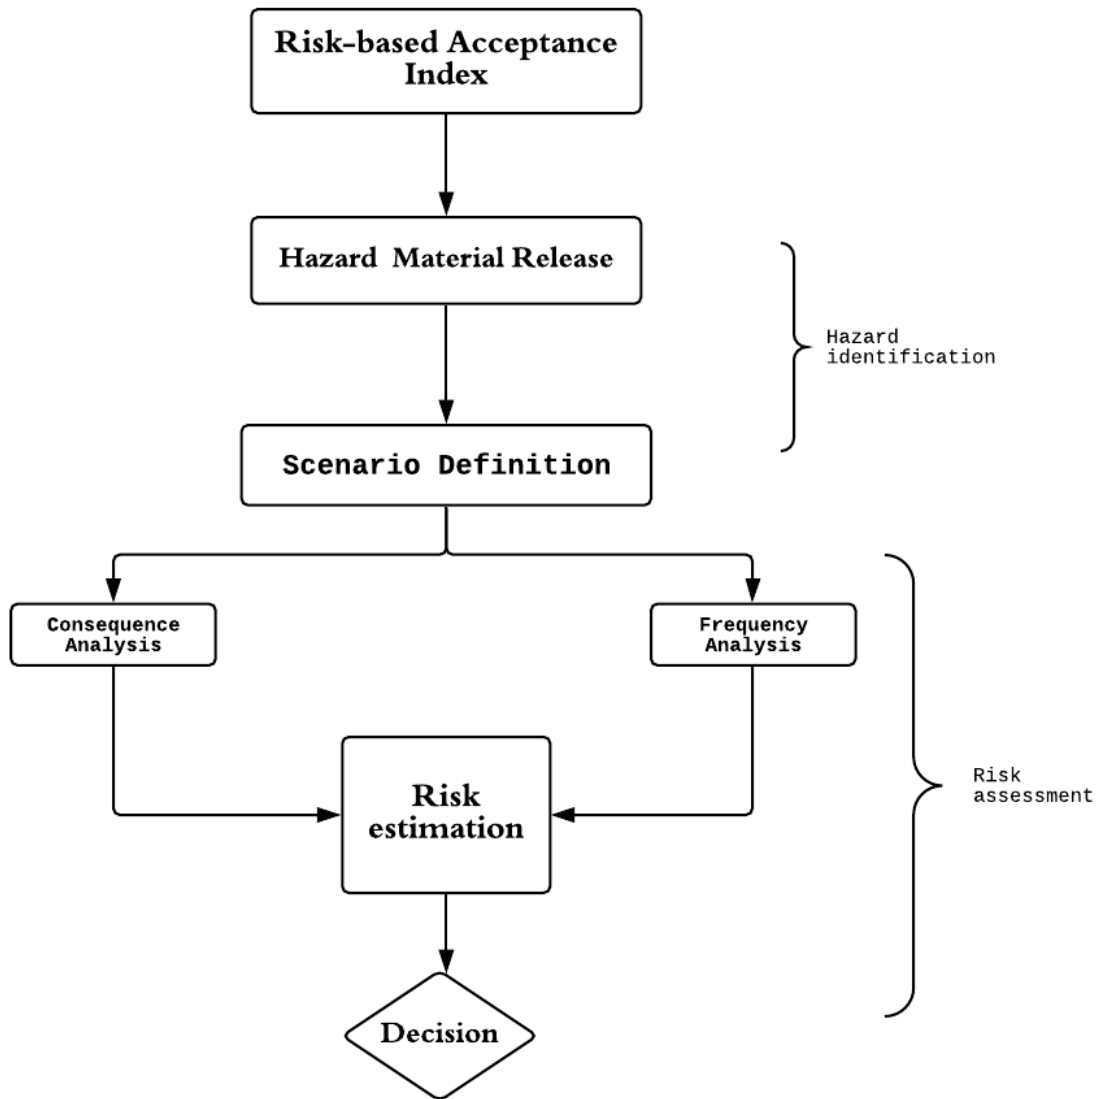 Risk-based Acceptance
Index
Hazard Material Release
Hazard
identification
Scenario Definition
Consequence
Analysis
Frequency
Analysis
Risk
estimation
Risk
assessment
Decision